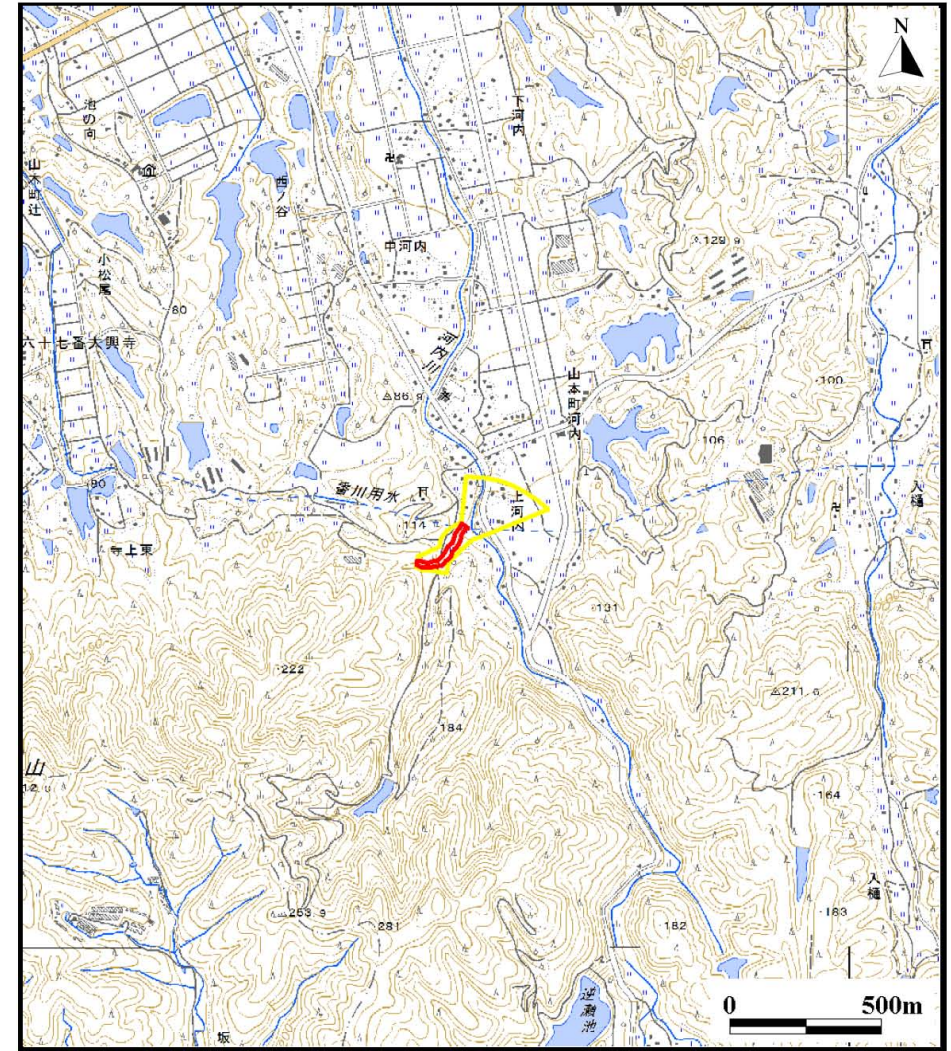 N
池の向
下河内
山本町辻
西ノ谷
中河内
129.9
小松尾
80
六十七番大興寺
河内川
86.9
山本町河内
100
106
80
香川用水
上河内
114
入樋
寺上東
131
222
211.
184
山
164
入樋
253.9
281
183
182
逆瀬池
0 500m
坂